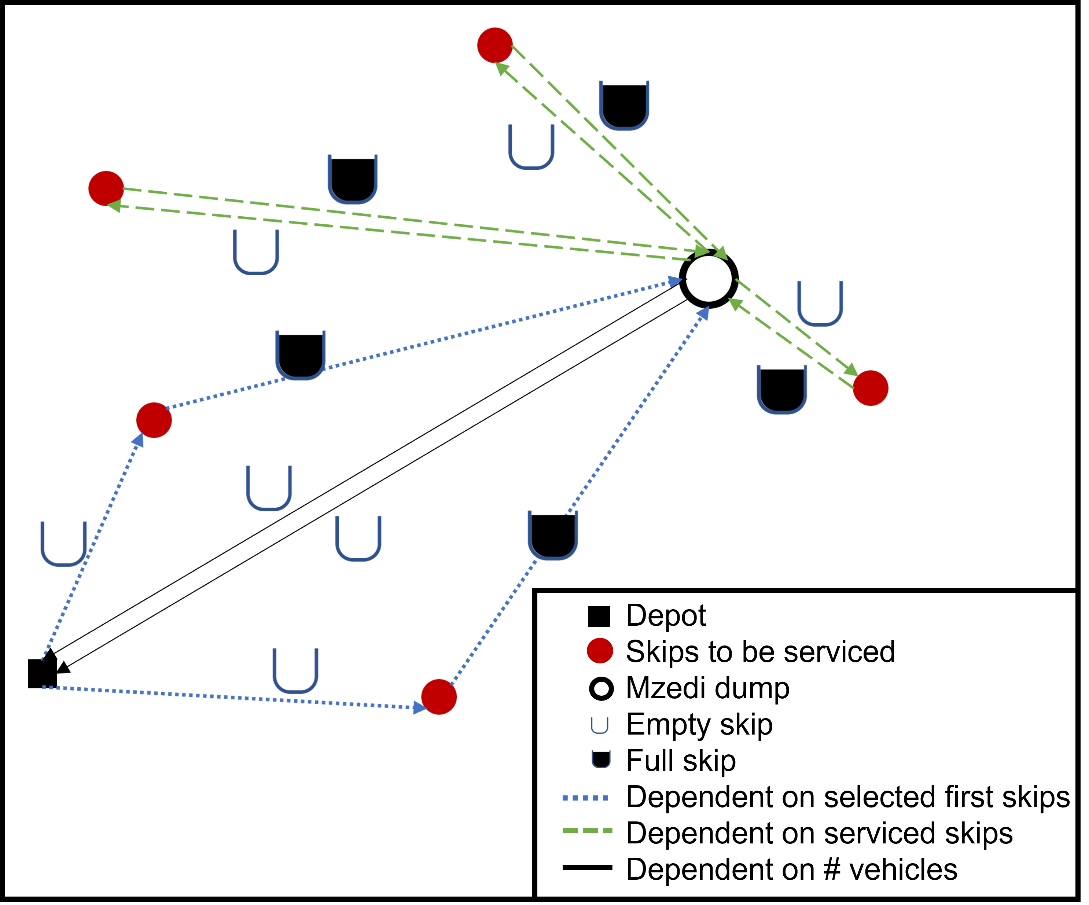 Depot
Skips to be serviced
Mzedi dump
Empty skip
Full skip
Dependent on selected first skips
Dependent on serviced skips
Dependent on # vehicles